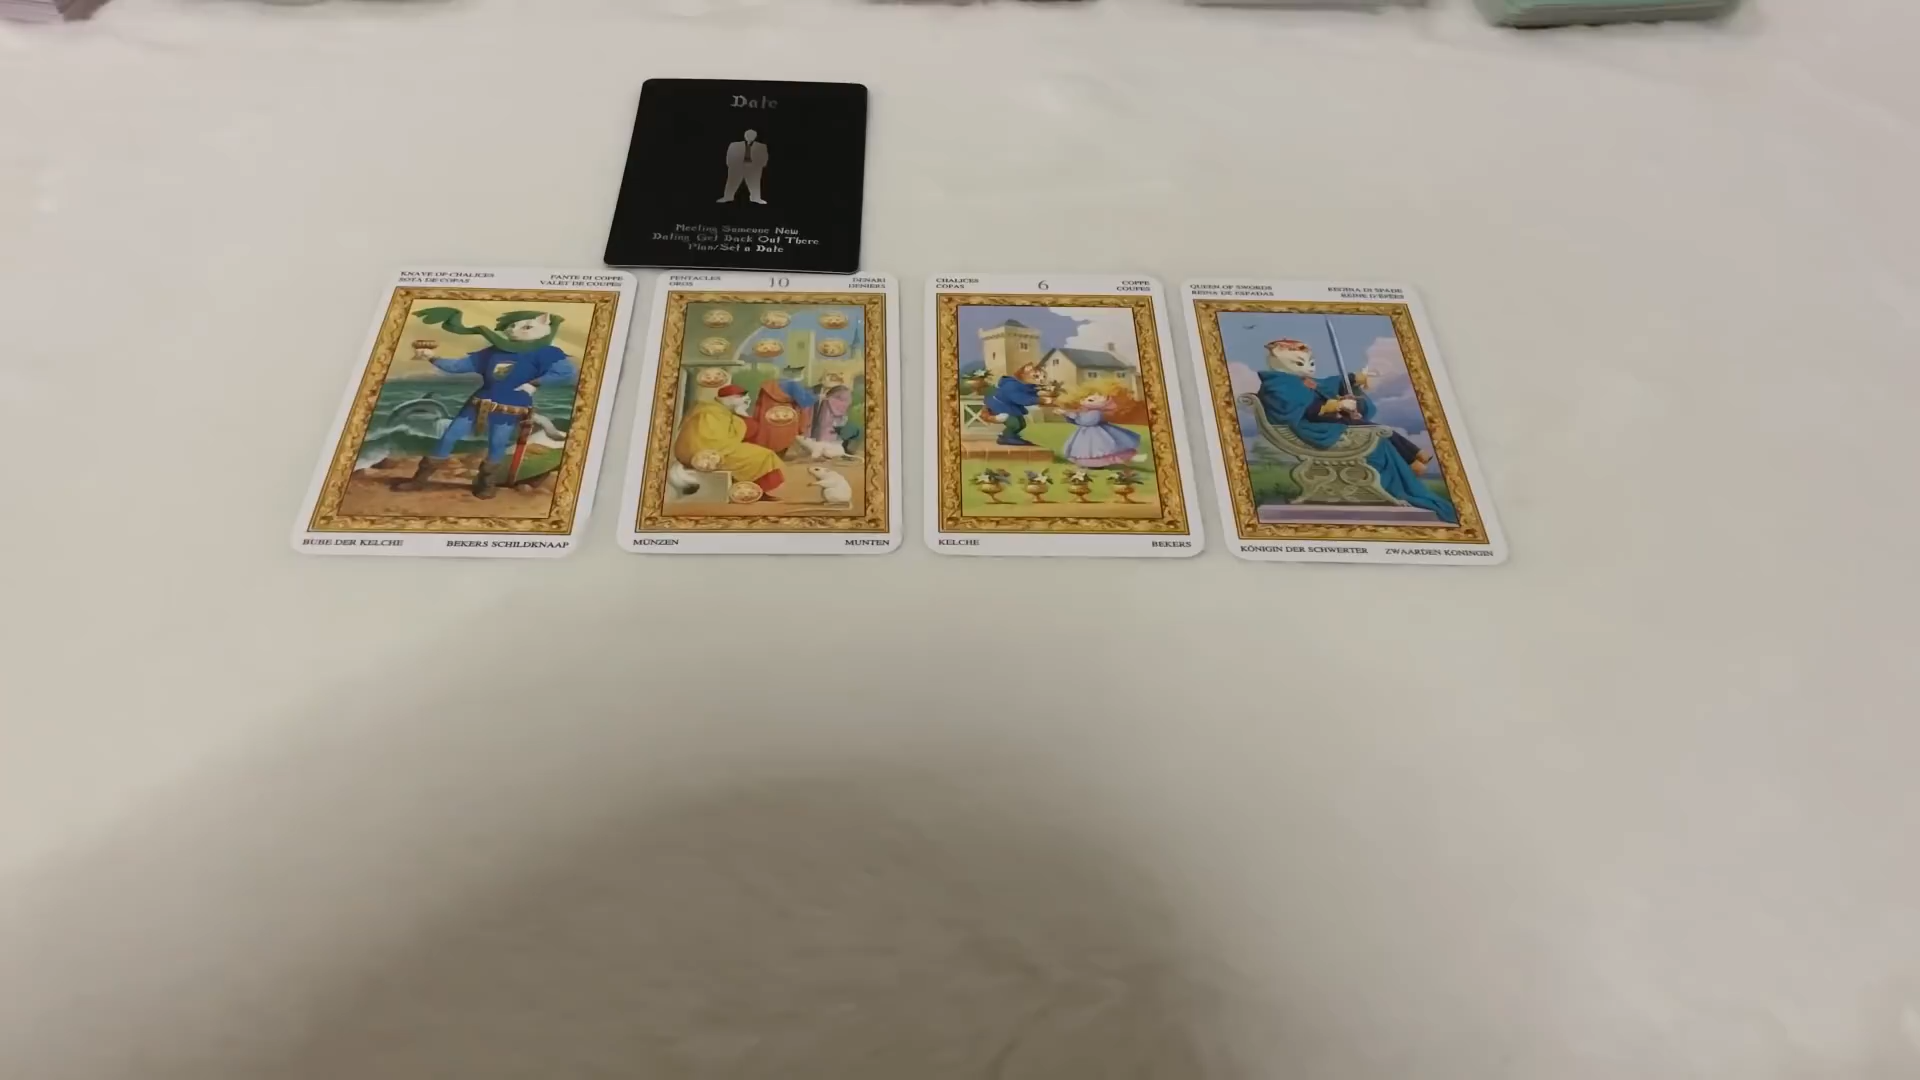 Date
Meeting Someone New
Dating Get Back Out There
Plan/Set a Date
KNAVE OF CHALICES
SOTA DE COPAS
FANTE DI COPPE
VALET DE COUPES
BUBE DER KELCHE
BEKERS SCHILDKNAAP
PENTACLES
OROS
10
DENARI
DENIERS
MÜNZEN
MUNTEN
CHALICES
COPAS
6
COPPE
COUPES
KELCHE
BEKERS
QUEEN OF SWORDS
REINA DE ESPADAS
REGINA DI SPADE
REINE D'EPÉES
KÖNIGIN DER SCHWERTER
ZWAARDEN KONINGIN